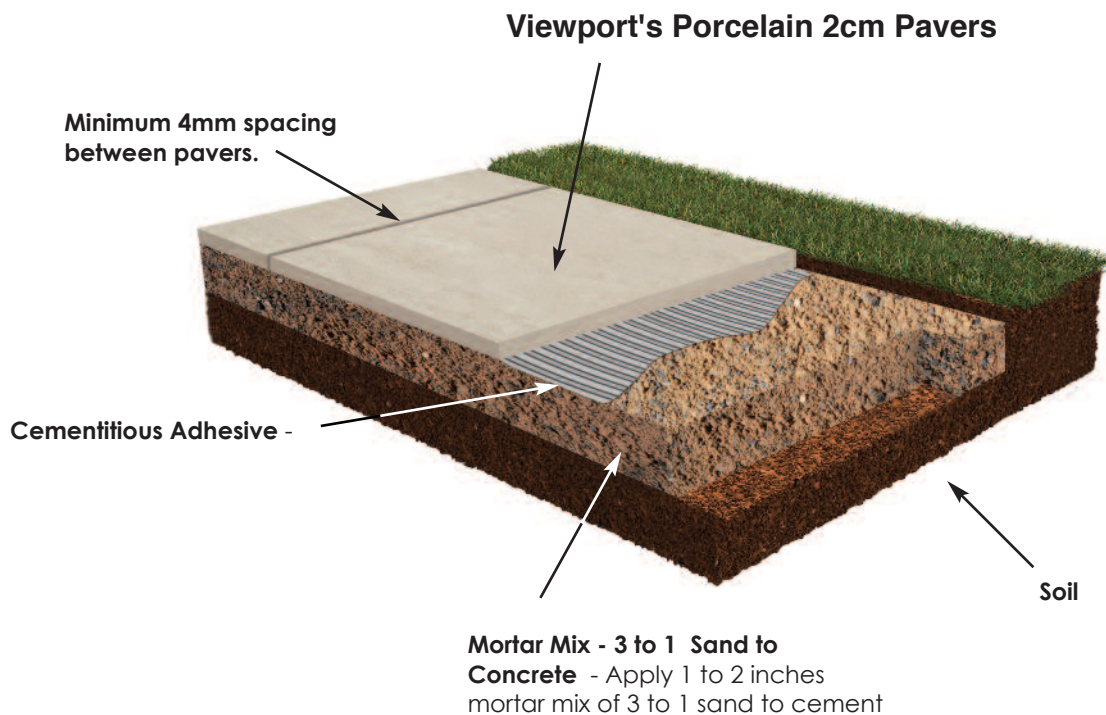 Viewport's Porcelain 2cm Pavers
Minimum 4mm spacing
between pavers.
Cementitious Adhesive -
Soil
Mortar Mix - 3 to 1 Sand to
Concrete - Apply 1 to 2 inches
mortar mix of 3 to 1 sand to cement